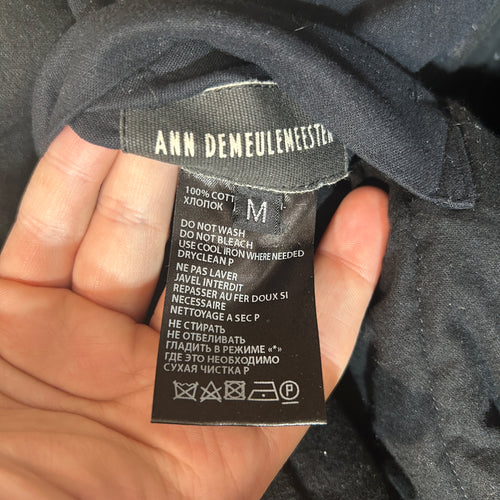 ANN DEMEULEMEESTER
100% COTT
ХЛОПОК
M
DO NOT WASH
DO NOT BLEACH
USE COOL IRON WHERE NEEDED
DRYCLEAN P
NE PAS LAVER
JAVEL INTERDIT
REPASSER AU FER DOUX SI
NECESSAIRE
NETTOYAGE A SEC P
НЕ СТИРАТЬ
НЕ ОТБЕЛИВАТЬ
ГЛАДИТЬ В РЕЖИМЕ «*»
ГДЕ ЭТО НЕОБХОДИМО
СУХАЯ ЧИСТКА P
P